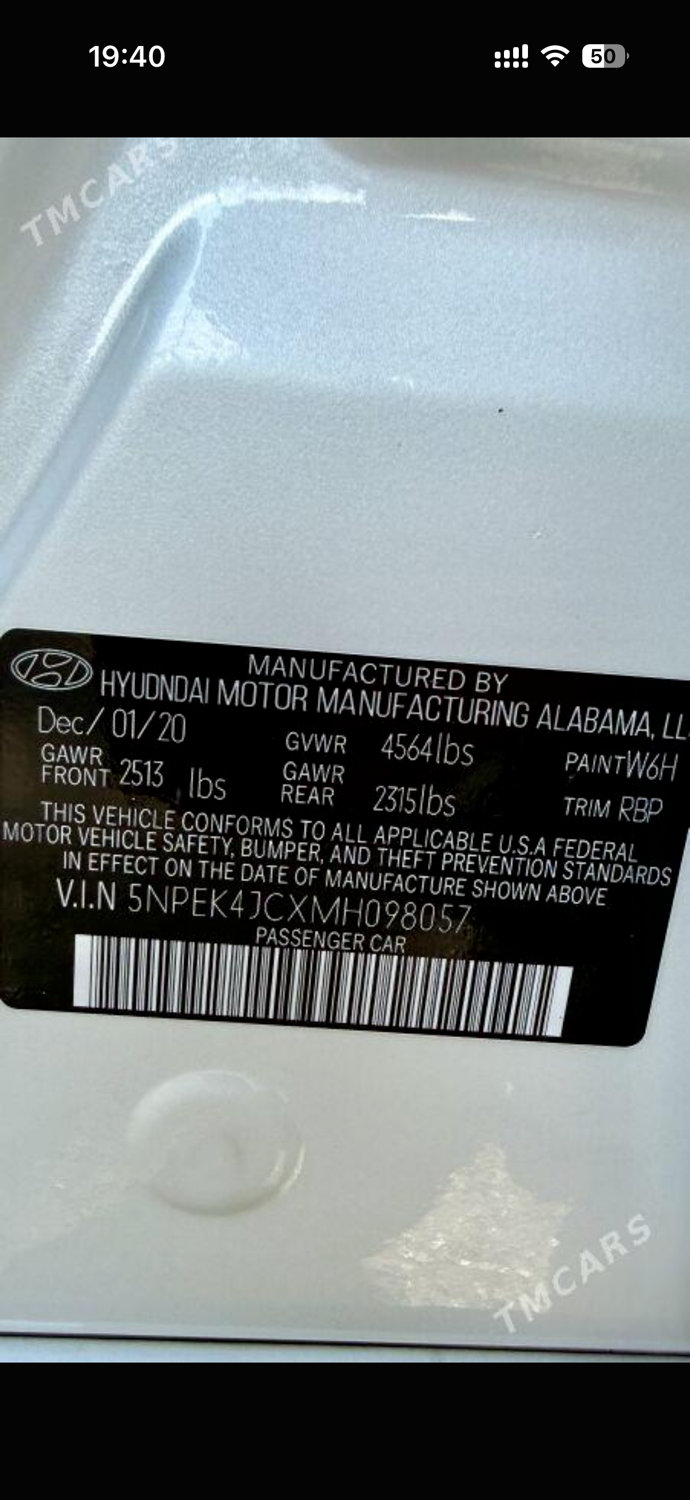 19:40
50
TMCARS
MANUFACTURED BY
HYUDNDAI MOTOR MANUFACTURING ALABAMA, LL
Dec/ 01/20
GVWR 4564lbs
PAINT W6H
GAWR FRONT 2513 lbs
GAWR REAR 2315lbs
TRIM RBP
THIS VEHICLE CONFORMS TO ALL APPLICABLE U.S.A FEDERAL
MOTOR VEHICLE SAFETY, BUMPER, AND THEFT PREVENTION STANDARDS
IN EFFECT ON THE DATE OF MANUFACTURE SHOWN ABOVE
V.I.N 5NPEK4JCXMH098057
PASSENGER CAR
TMCARS